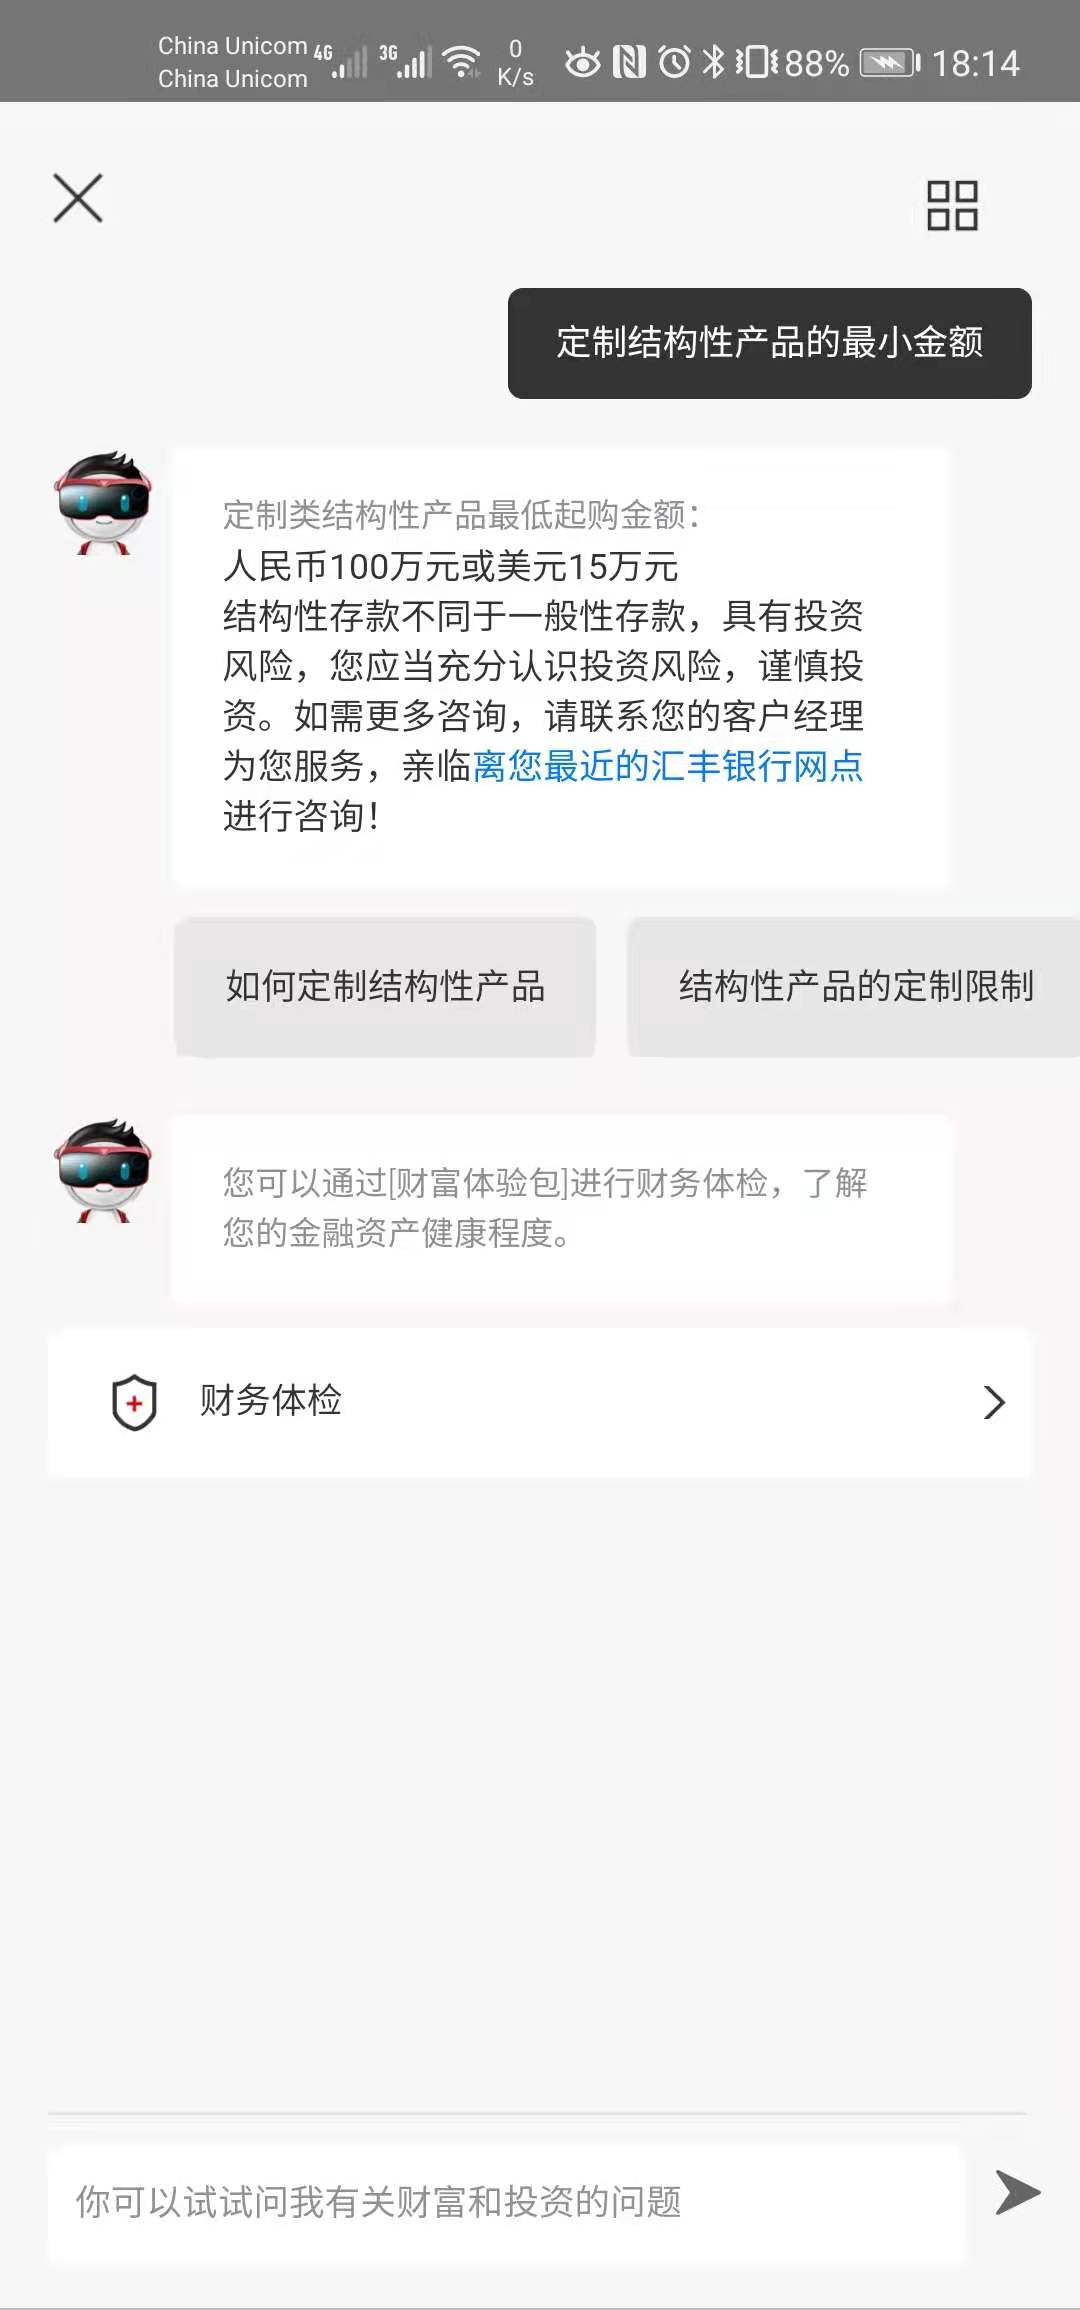 China Unicom 4G 3G 0 88% 18:14
China Unicom K/s
定制结构性产品的最小金额
定制类结构性产品最低起购金额：
人民币100万元或美元15万元
结构性存款不同于一般性存款，具有投资
风险，您应当充分认识投资风险，谨慎投
资。如需更多咨询，请联系您的客户经理
为您服务，亲临离您最近的汇丰银行网点
进行咨询！
如何定制结构性产品
结构性产品的定制限制
您可以通过[财富体验包]进行财务体检，了解
您的金融资产健康程度。
财务体检
你可以试试问我有关财富和投资的问题